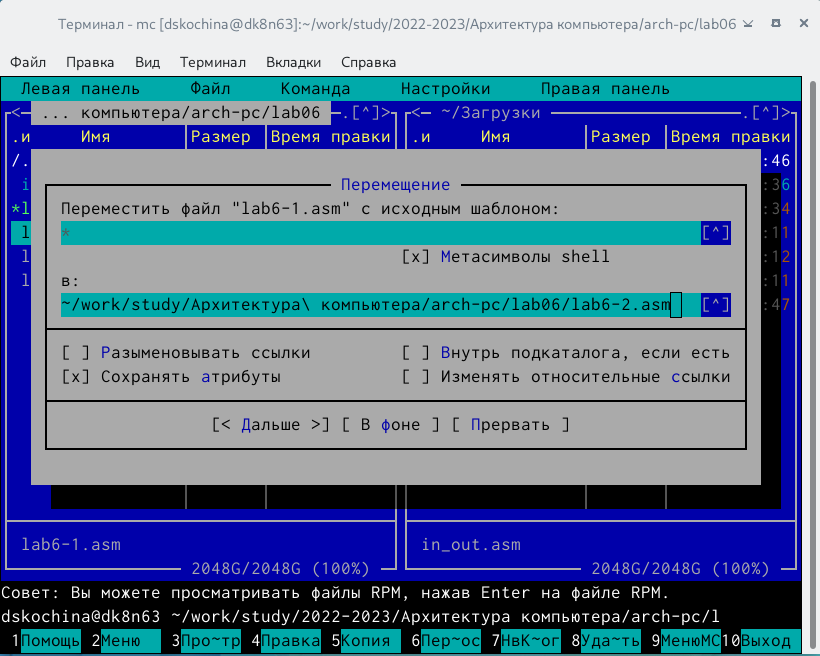 Терминал - mc [dskochina@dk8n63]:~/work/study/2022-2023/Архитектура компьютера/arch-pc/lab06
Файл Правка Вид Терминал Вкладки Справка
Левая панель Файл Команда Настройки Правая панель
<— ... компьютера/arch-pc/lab06 —.[^]> <— ~/Загрузки —.[^]>
.и Имя Размер Время правки .и Имя Размер Время правки
/. :46
Перемещение
i :36
Переместить файл "lab6-1.asm" с исходным шаблоном:
*l :34
* [^]
l :11
[x] Метасимволы shell
l :12
в:
l :11
~/work/study/Архитектура\ компьютера/arch-pc/lab06/lab6-2.asm [^]
:47
[ ] Разыменовывать ссылки [ ] Внутрь подкаталога, если есть
[x] Сохранять атрибуты [ ] Изменять относительные ссылки
[< Дальше >] [ В фоне ] [ Прервать ]
lab6-1.asm in_out.asm
2048G/2048G (100%) 2048G/2048G (100%)
Совет: Вы можете просматривать файлы RPM, нажав Enter на файле RPM.
dskochina@dk8n63 ~/work/study/2022-2023/Архитектура компьютера/arch-pc/l
1Помощь 2Меню 3Про~тр 4Правка 5Копия 6Пер~ос 7НвК~ог 8Уда~ть 9МенюMC 10Выход